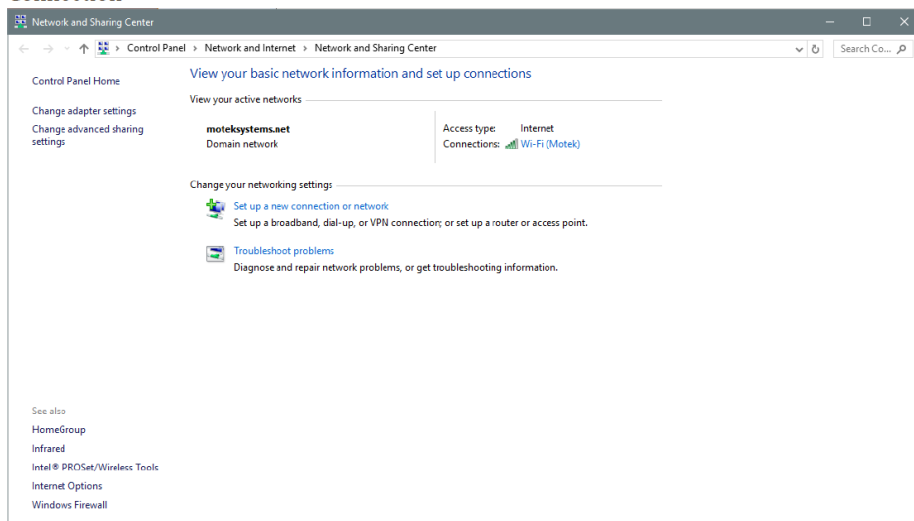 Network and Sharing Center
Control Panel > Network and Internet > Network and Sharing Center
Search Co...
Control Panel Home
Change adapter settings
Change advanced sharing
settings
View your basic network information and set up connections
View your active networks
moteksystems.net
Domain network
Access type: Internet
Connections: Wi-Fi (Motek)
Change your networking settings
Set up a new connection or network
Set up a broadband, dial-up, or VPN connection; or set up a router or access point.
Troubleshoot problems
Diagnose and repair network problems, or get troubleshooting information.
See also
HomeGroup
Infrared
Intel® PROSet/Wireless Tools
Internet Options
Windows Firewall